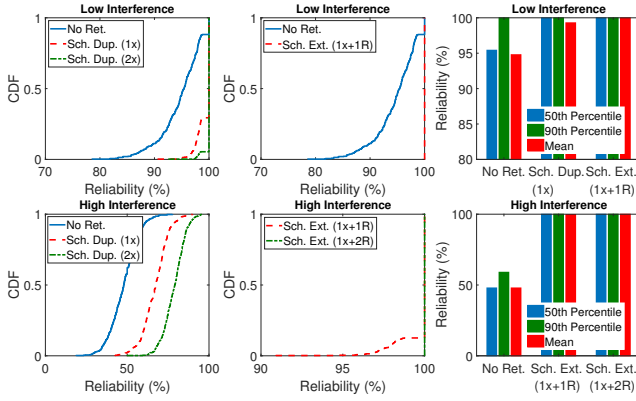 Low Interference
No Ret.
Sch. Dup. (1x)
Sch. Dup. (2x)
CDF
1
0.5
0
70
80
90
100
Reliability (%)
Low Interference
No Ret.
Sch. Ext. (1x+1R)
CDF
1
0.5
0
70
80
90
100
Reliability (%)
Low Interference
Reliability (%)
100
95
90
85
80
50th Percentile
90th Percentile
Mean
No Ret. Sch. Dup. Sch. Ext.
(1x) (1x+1R)
High Interference
No Ret.
Sch. Dup. (1x)
Sch. Dup. (2x)
CDF
1
0.5
0
0
50
100
Reliability (%)
High Interference
Sch. Ext. (1x+1R)
Sch. Ext. (1x+2R)
CDF
1
0.5
0
90
95
100
Reliability (%)
High Interference
Reliability (%)
100
50
0
50th Percentile
90th Percentile
Mean
No Ret. Sch. Ext. Sch. Ext.
(1x+1R) (1x+2R)